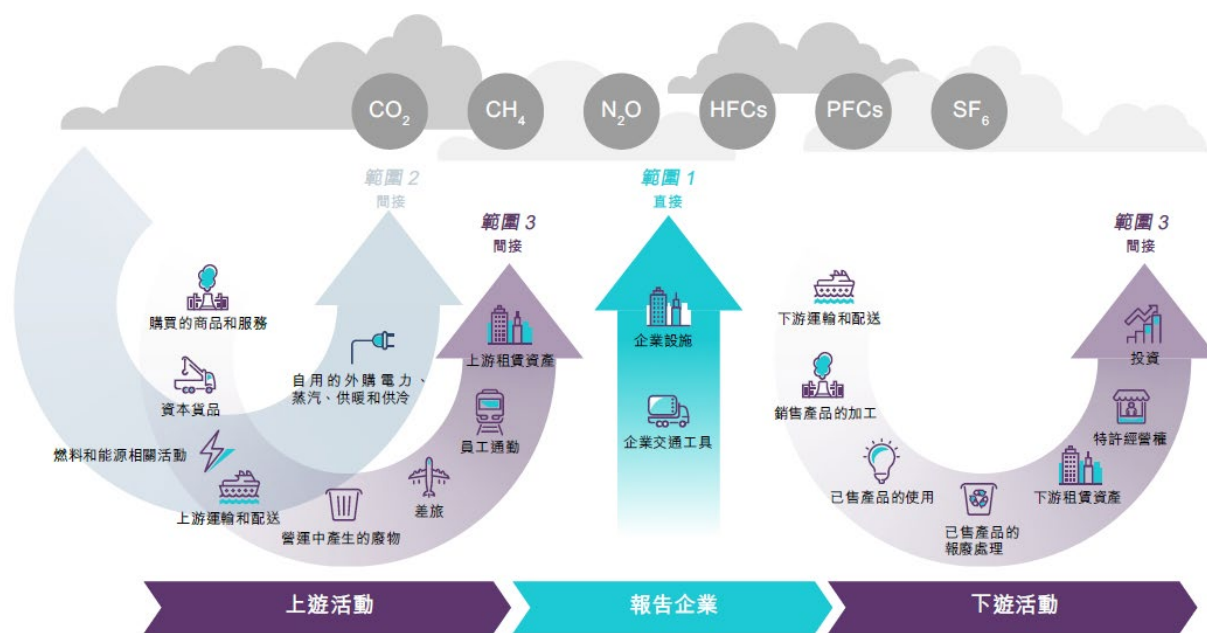 CO₂
CH₄
N₂O
HFCs
PFCs
SF₆
範圍 2
間接
範圍 3
間接
範圍 1
直接
範圍 3
間接
購買的商品和服務
資本貨品
燃料和能源相關活動
上游運輸和配送
營運中產生的廢物
差旅
員工通勤
上游租賃資產
自用的外購電力、
蒸汽、供暖和供冷
企業設施
企業交通工具
下游運輸和配送
銷售產品的加工
已售產品的使用
已售產品的
報廢處理
下游租賃資產
特許經營權
投資
上遊活動
報告企業
下遊活動